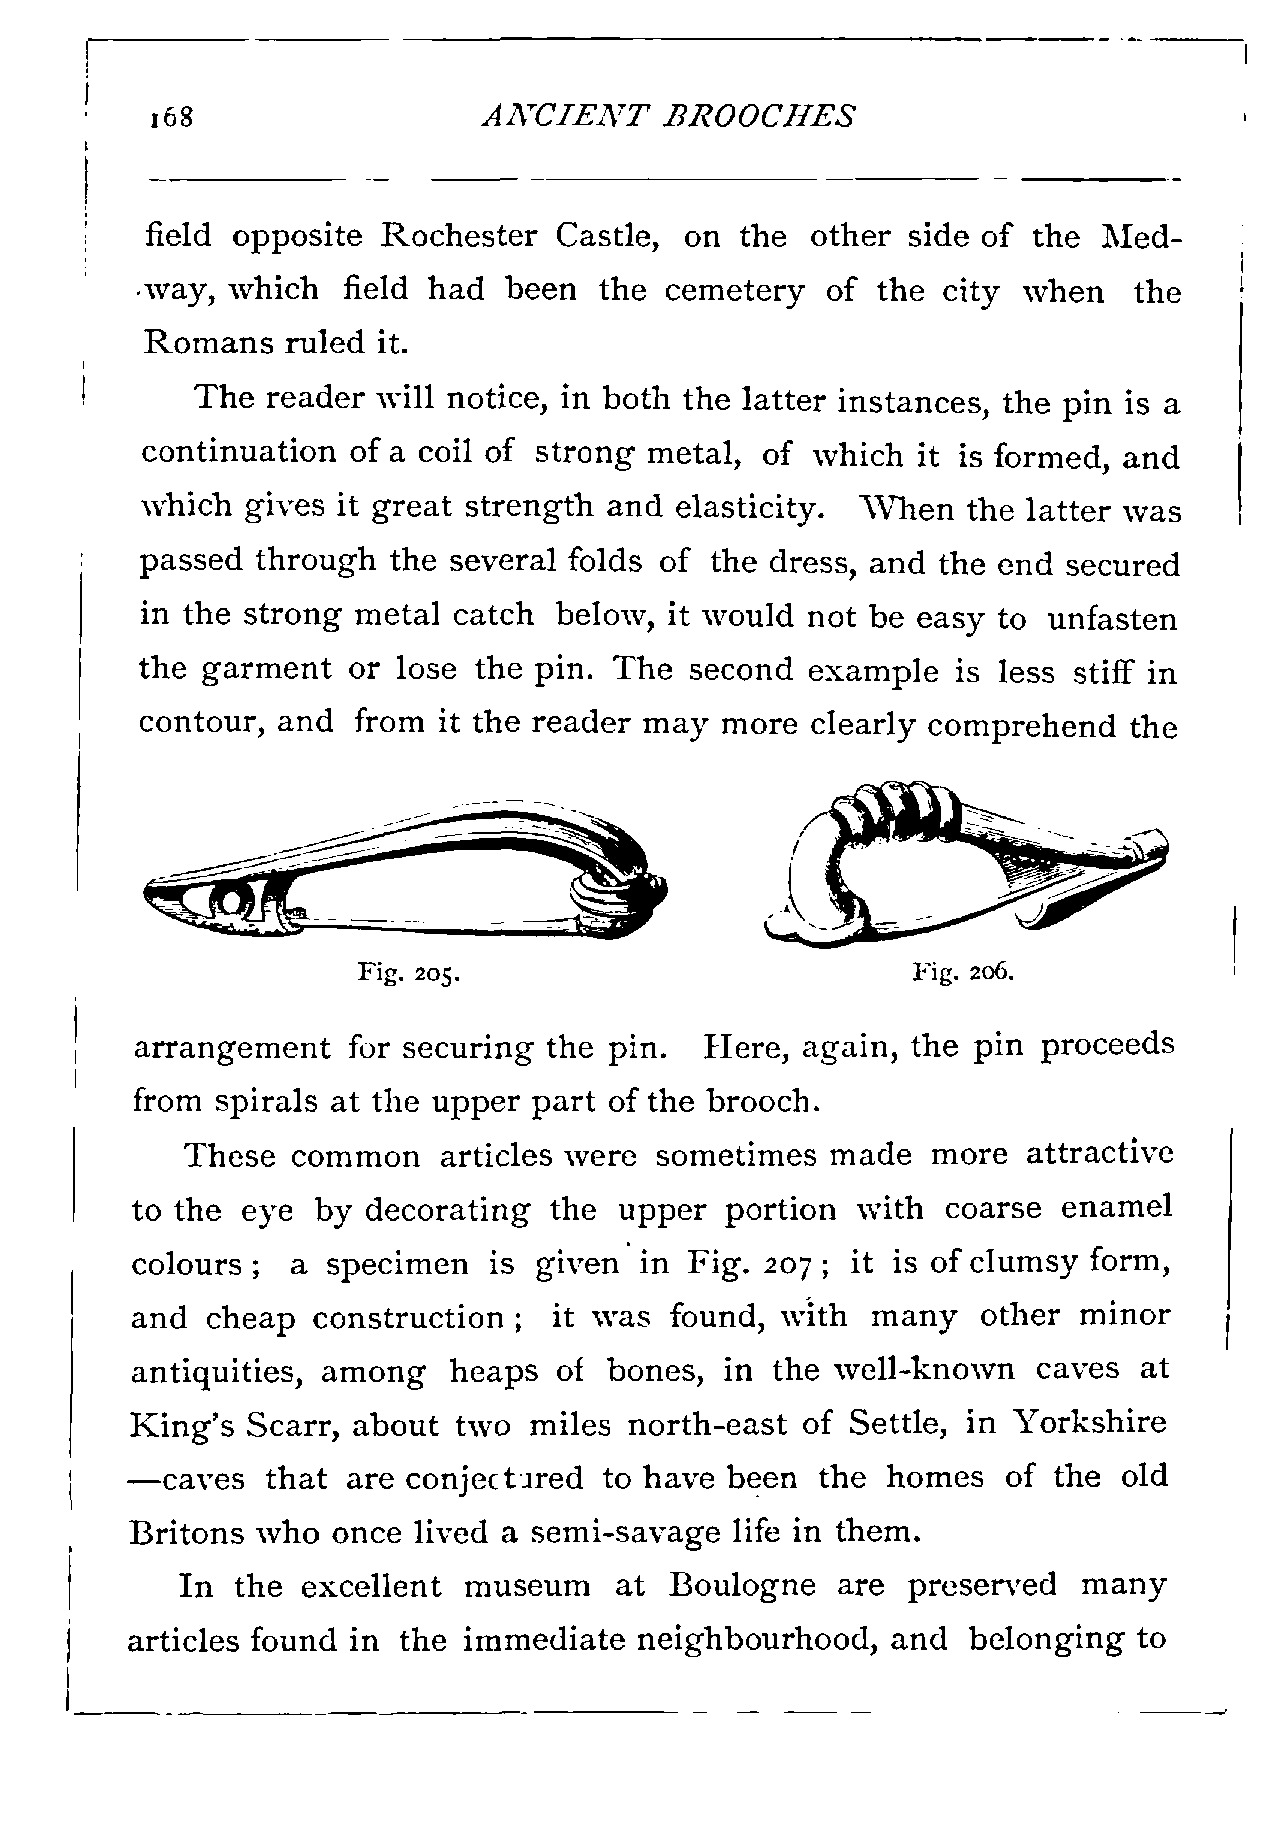 168 ANCIENT BROOCHES
field opposite Rochester Castle, on the other side of the Med-
way, which field had been the cemetery of the city when the
Romans ruled it.
The reader will notice, in both the latter instances, the pin is a
continuation of a coil of strong metal, of which it is formed, and
which gives it great strength and elasticity. When the latter was
passed through the several folds of the dress, and the end secured
in the strong metal catch below, it would not be easy to unfasten
the garment or lose the pin. The second example is less stiff in
contour, and from it the reader may more clearly comprehend the
Fig. 205. Fig. 206.
arrangement for securing the pin. Here, again, the pin proceeds
from spirals at the upper part of the brooch.
These common articles were sometimes made more attractive
to the eye by decorating the upper portion with coarse enamel
colours ; a specimen is given in Fig. 207 ; it is of clumsy form,
and cheap construction ; it was found, with many other minor
antiquities, among heaps of bones, in the well-known caves at
King's Scarr, about two miles north-east of Settle, in Yorkshire
—caves that are conjectured to have been the homes of the old
Britons who once lived a semi-savage life in them.
In the excellent museum at Boulogne are preserved many
articles found in the immediate neighbourhood, and belonging to